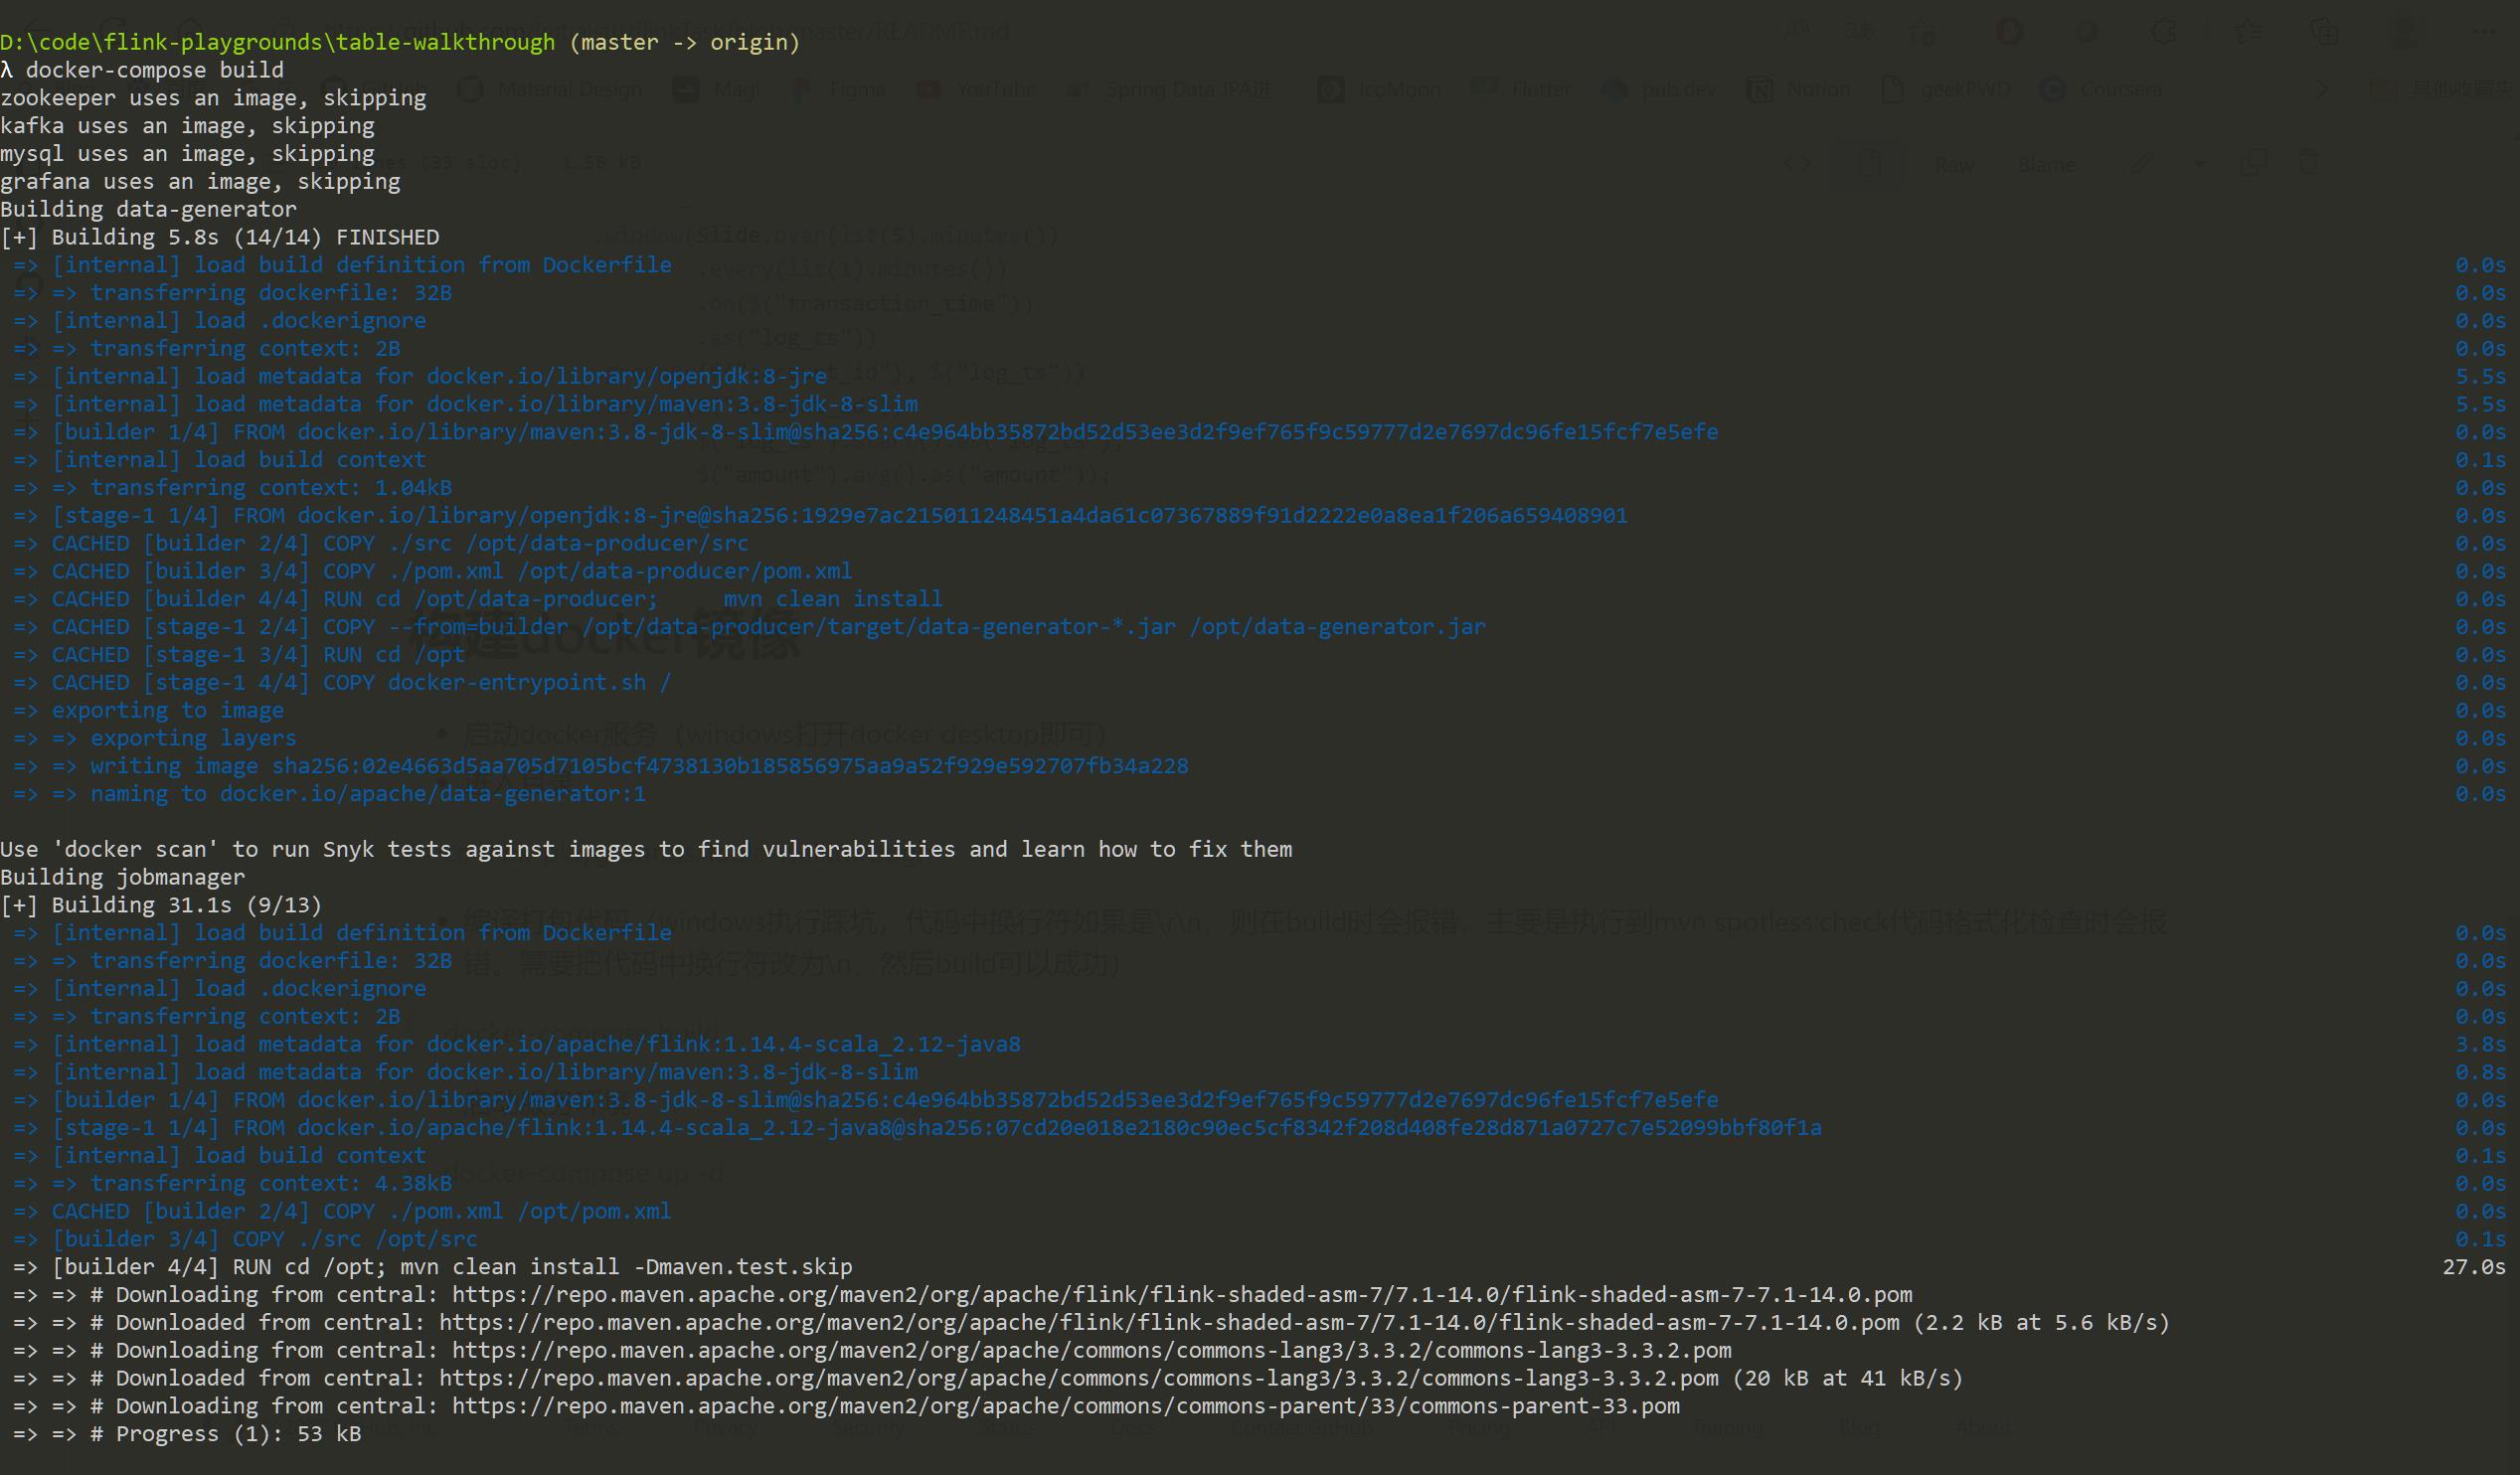 D:\code\flink-playgrounds\table-walkthrough (master -> origin)
λ docker-compose build
zookeeper uses an image, skipping
kafka uses an image, skipping
mysql uses an image, skipping
grafana uses an image, skipping
Building data-generator
[+] Building 5.8s (14/14) FINISHED
=> [internal] load build definition from Dockerfile 0.0s
=> => transferring dockerfile: 32B 0.0s
=> [internal] load .dockerignore 0.0s
=> => transferring context: 2B 0.0s
=> [internal] load metadata for docker.io/library/openjdk:8-jre 5.5s
=> [internal] load metadata for docker.io/library/maven:3.8-jdk-8-slim 5.5s
=> [builder 1/4] FROM docker.io/library/maven:3.8-jdk-8-slim@sha256:c4e964bb35872bd52d53ee3d2f9ef765f9c59777d2e7697dc96fe15fcf7e5efe 0.0s
=> [internal] load build context 0.1s
=> => transferring context: 1.04kB 0.0s
=> [stage-1 1/4] FROM docker.io/library/openjdk:8-jre@sha256:1929e7ac215011248451a4da61c07367889f91d2222e0a8ea1f206a659408901 0.0s
=> CACHED [builder 2/4] COPY ./src /opt/data-producer/src 0.0s
=> CACHED [builder 3/4] COPY ./pom.xml /opt/data-producer/pom.xml 0.0s
=> CACHED [builder 4/4] RUN cd /opt/data-producer;     mvn clean install 0.0s
=> CACHED [stage-1 2/4] COPY --from=builder /opt/data-producer/target/data-generator-*.jar /opt/data-generator.jar 0.0s
=> CACHED [stage-1 3/4] RUN cd /opt 0.0s
=> CACHED [stage-1 4/4] COPY docker-entrypoint.sh / 0.0s
=> exporting to image 0.0s
=> => exporting layers 0.0s
=> => writing image sha256:02e4663d5aa705d7105bcf4738130b185856975aa9a52f929e592707fb34a228 0.0s
=> => naming to docker.io/apache/data-generator:1 0.0s
Use 'docker scan' to run Snyk tests against images to find vulnerabilities and learn how to fix them
Building jobmanager
[+] Building 31.1s (9/13)
=> [internal] load build definition from Dockerfile 0.0s
=> => transferring dockerfile: 32B 0.0s
=> [internal] load .dockerignore 0.0s
=> => transferring context: 2B 0.0s
=> [internal] load metadata for docker.io/apache/flink:1.14.4-scala_2.12-java8 3.8s
=> [internal] load metadata for docker.io/library/maven:3.8-jdk-8-slim 0.8s
=> [builder 1/4] FROM docker.io/library/maven:3.8-jdk-8-slim@sha256:c4e964bb35872bd52d53ee3d2f9ef765f9c59777d2e7697dc96fe15fcf7e5efe 0.0s
=> [stage-1 1/4] FROM docker.io/apache/flink:1.14.4-scala_2.12-java8@sha256:07cd20e018e2180c90ec5cf8342f208d408fe28d871a0727c7e52099bbf80f1a 0.0s
=> [internal] load build context 0.1s
=> => transferring context: 4.38kB 0.0s
=> CACHED [builder 2/4] COPY ./pom.xml /opt/pom.xml 0.0s
=> [builder 3/4] COPY ./src /opt/src 0.1s
=> [builder 4/4] RUN cd /opt; mvn clean install -Dmaven.test.skip 27.0s
=> => # Downloading from central: https://repo.maven.apache.org/maven2/org/apache/flink/flink-shaded-asm-7/7.1-14.0/flink-shaded-asm-7-7.1-14.0.pom
=> => # Downloaded from central: https://repo.maven.apache.org/maven2/org/apache/flink/flink-shaded-asm-7/7.1-14.0/flink-shaded-asm-7-7.1-14.0.pom (2.2 kB at 5.6 kB/s)
=> => # Downloading from central: https://repo.maven.apache.org/maven2/org/apache/commons/commons-lang3/3.3.2/commons-lang3-3.3.2.pom
=> => # Downloaded from central: https://repo.maven.apache.org/maven2/org/apache/commons/commons-lang3/3.3.2/commons-lang3-3.3.2.pom (20 kB at 41 kB/s)
=> => # Downloading from central: https://repo.maven.apache.org/maven2/org/apache/commons/commons-parent/33/commons-parent-33.pom
=> => # Progress (1): 53 kB